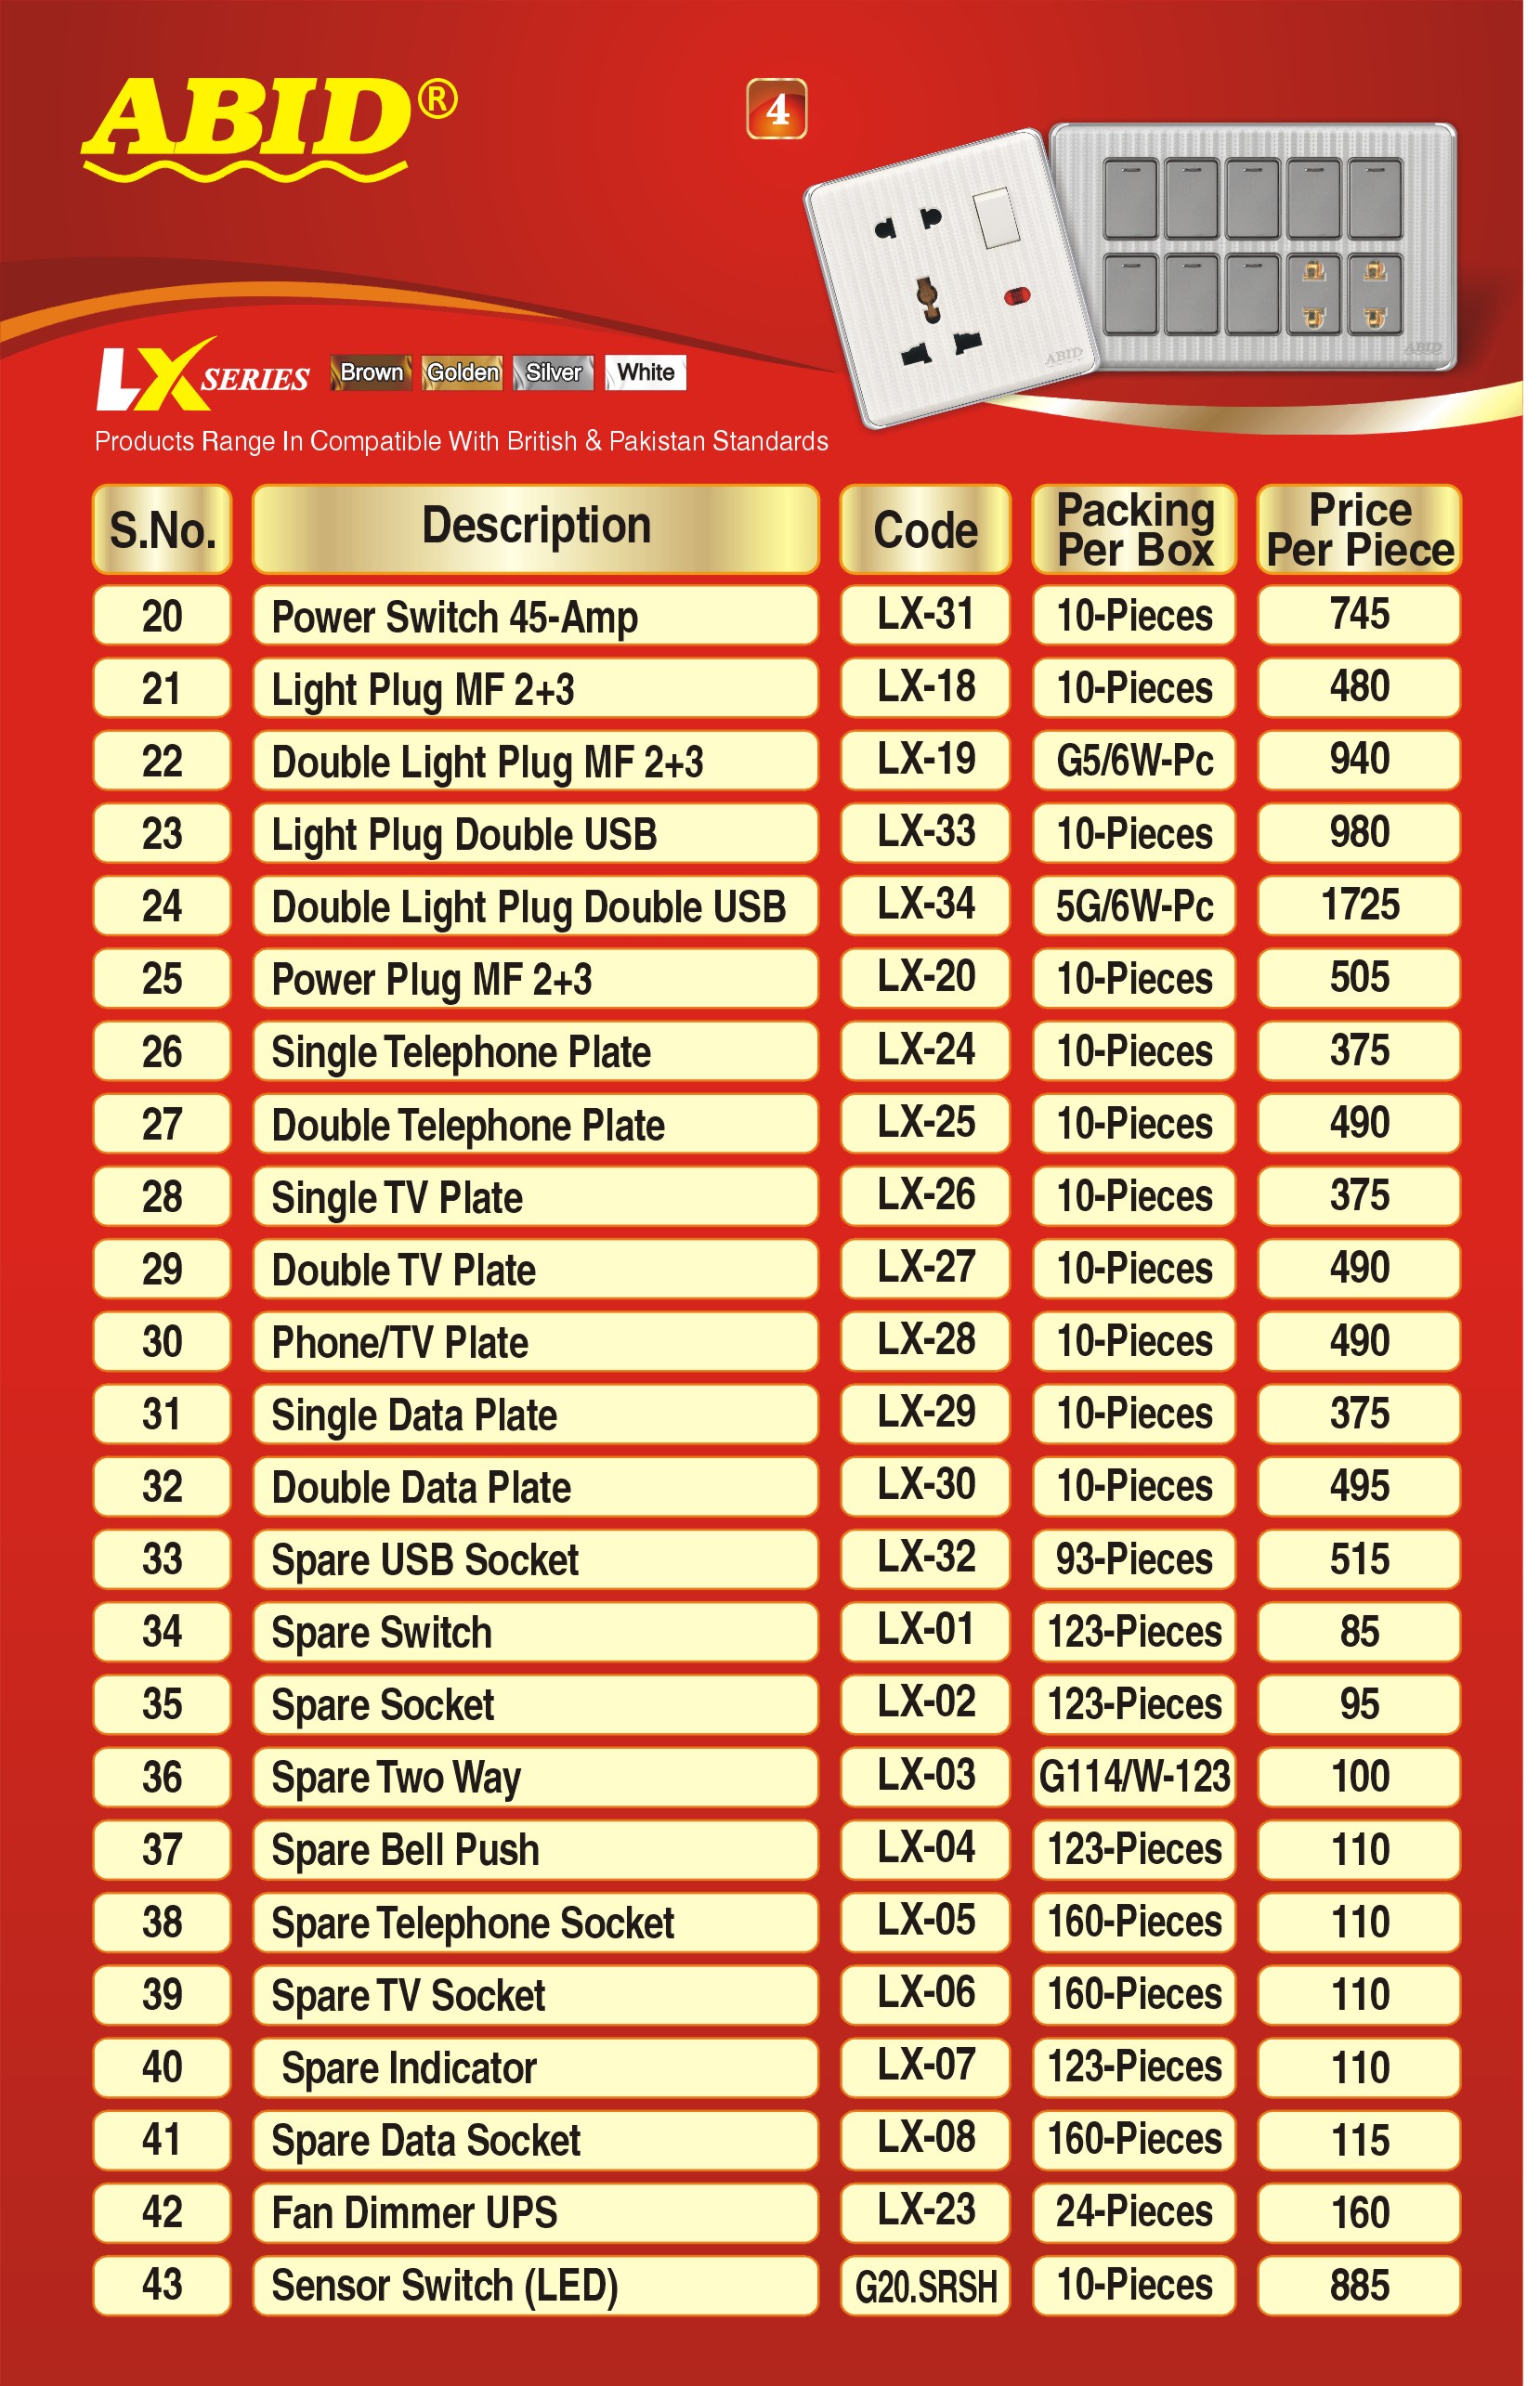 ABID®
4
LX SERIES Brown Golden Silver White
Products Range In Compatible With British & Pakistan Standards
ABID
ABID
S.No. Description Code Packing Per Box Price Per Piece
20 Power Switch 45-Amp LX-31 10-Pieces 745
21 Light Plug MF 2+3 LX-18 10-Pieces 480
22 Double Light Plug MF 2+3 LX-19 G5/6W-Pc 940
23 Light Plug Double USB LX-33 10-Pieces 980
24 Double Light Plug Double USB LX-34 5G/6W-Pc 1725
25 Power Plug MF 2+3 LX-20 10-Pieces 505
26 Single Telephone Plate LX-24 10-Pieces 375
27 Double Telephone Plate LX-25 10-Pieces 490
28 Single TV Plate LX-26 10-Pieces 375
29 Double TV Plate LX-27 10-Pieces 490
30 Phone/TV Plate LX-28 10-Pieces 490
31 Single Data Plate LX-29 10-Pieces 375
32 Double Data Plate LX-30 10-Pieces 495
33 Spare USB Socket LX-32 93-Pieces 515
34 Spare Switch LX-01 123-Pieces 85
35 Spare Socket LX-02 123-Pieces 95
36 Spare Two Way LX-03 G114/W-123 100
37 Spare Bell Push LX-04 123-Pieces 110
38 Spare Telephone Socket LX-05 160-Pieces 110
39 Spare TV Socket LX-06 160-Pieces 110
40 Spare Indicator LX-07 123-Pieces 110
41 Spare Data Socket LX-08 160-Pieces 115
42 Fan Dimmer UPS LX-23 24-Pieces 160
43 Sensor Switch (LED) G20.SRSH 10-Pieces 885